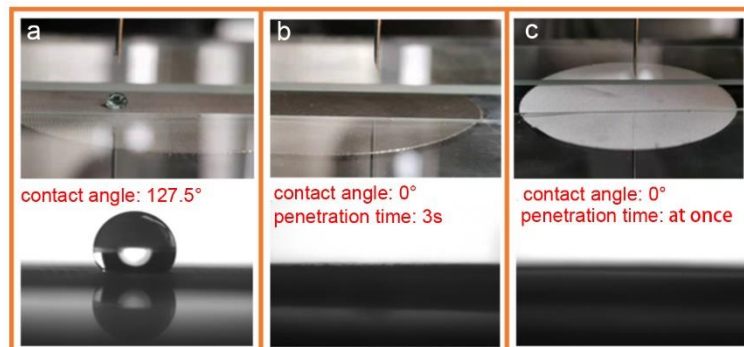 a
contact angle: 127.5°
b
contact angle: 0°
penetration time: 3s
c
contact angle: 0°
penetration time: at once